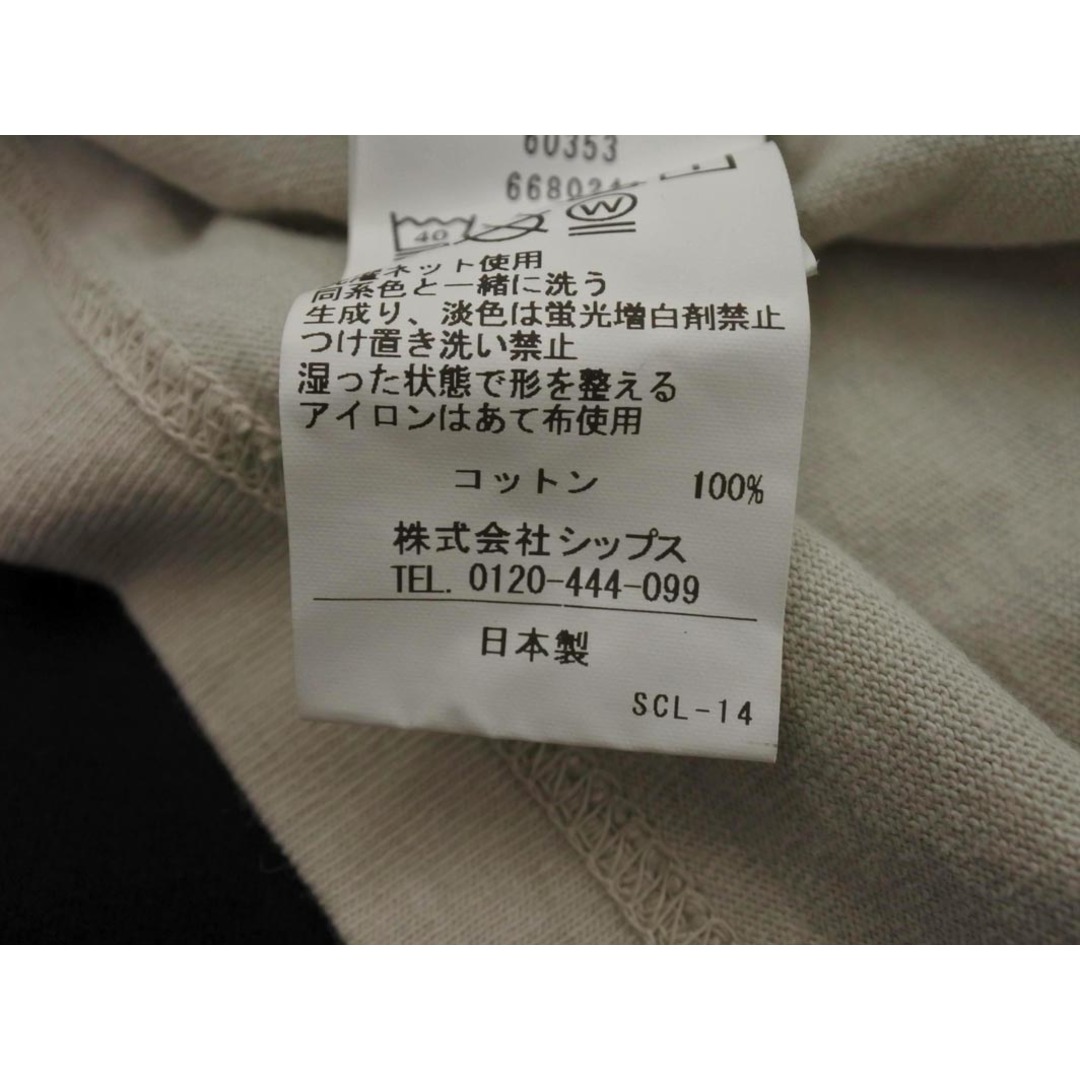 60353
40 W
ネット使用
同系色と一緒に洗う
生成り、淡色は蛍光増白剤禁止
つけ置き洗い禁止
湿った状態で形を整える
アイロンはあて布使用
コットン 100%
株式会社シップス
TEL. 0120-444-099
日本製
SCL-14